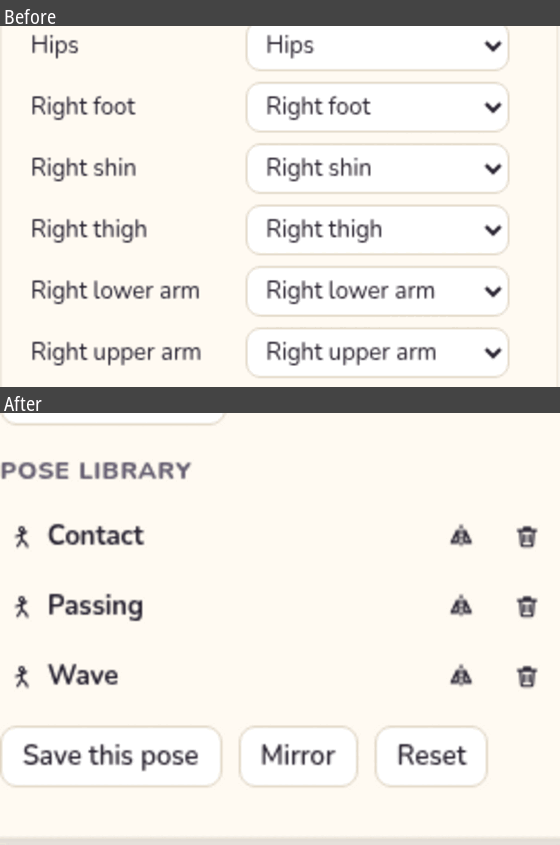 Before
Hips Hips
Right foot Right foot
Right shin Right shin
Right thigh Right thigh
Right lower arm Right lower arm
Right upper arm Right upper arm
After
POSE LIBRARY
Contact
Passing
Wave
Save this pose Mirror Reset